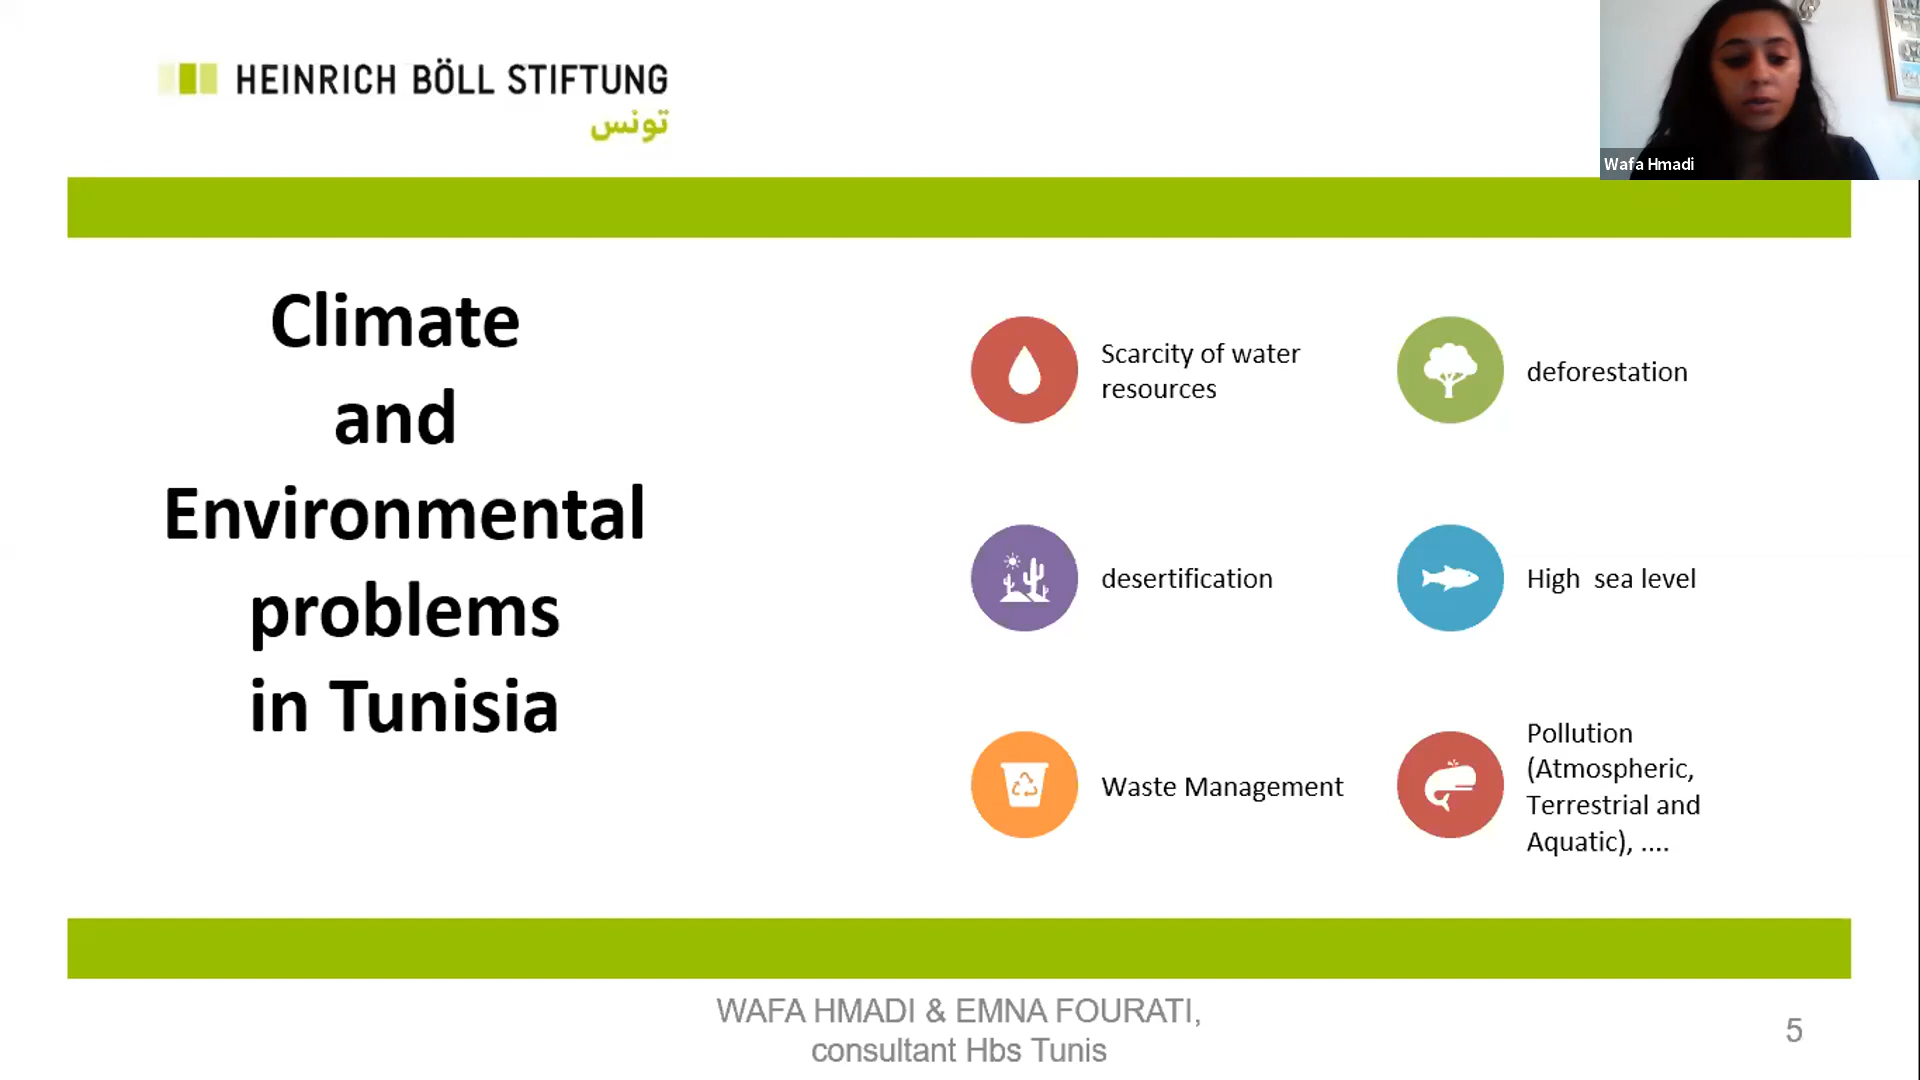 HEINRICH BÖLL STIFTUNG
تونس
Wafa Hmadi
Climate
and
Environmental
problems
in Tunisia
Scarcity of water
resources
deforestation
desertification
High  sea level
Waste Management
Pollution
(Atmospheric,
Terrestrial and
Aquatic), ....
WAFA HMADI & EMNA FOURATI,
consultant Hbs Tunis
5